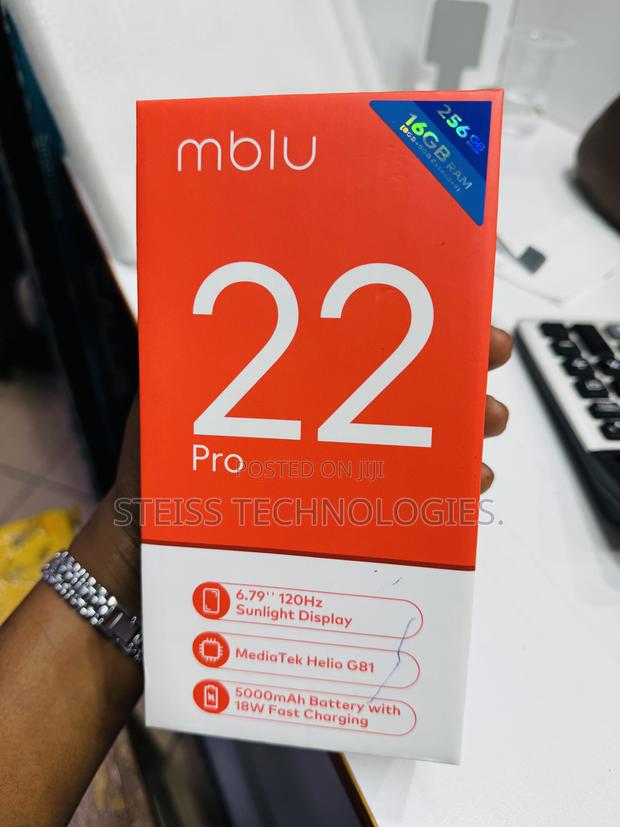 mblu
256GB
16GB RAM
22
Pro
POSTED ON JIJI
STEISS TECHNOLOGIES.
6.79'' 120Hz
Sunlight Display
MediaTek Helio G81
5000mAh Battery with
18W Fast Charging